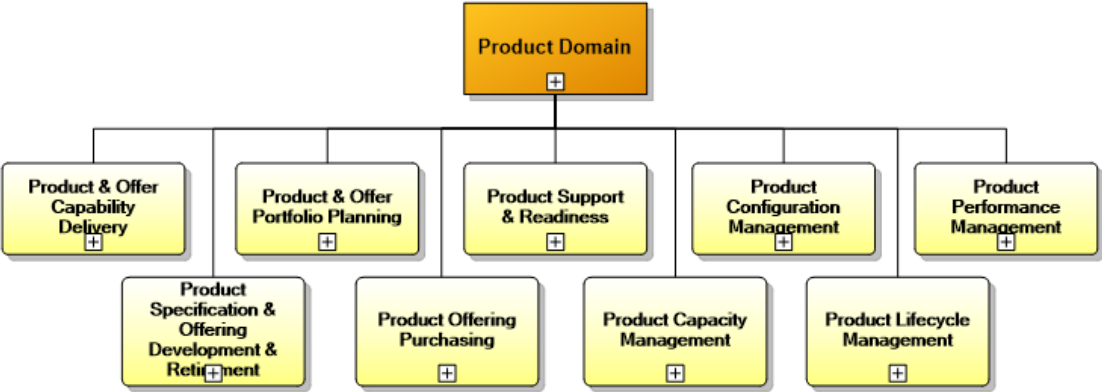 Product Domain
Product & Offer
Capability
Delivery
Product & Offer
Portfolio Planning
Product Support
& Readiness
Product
Configuration
Management
Product
Performance
Management
Product
Specification &
Offering
Development &
Retirement
Product Offering
Purchasing
Product Capacity
Management
Product Lifecycle
Management